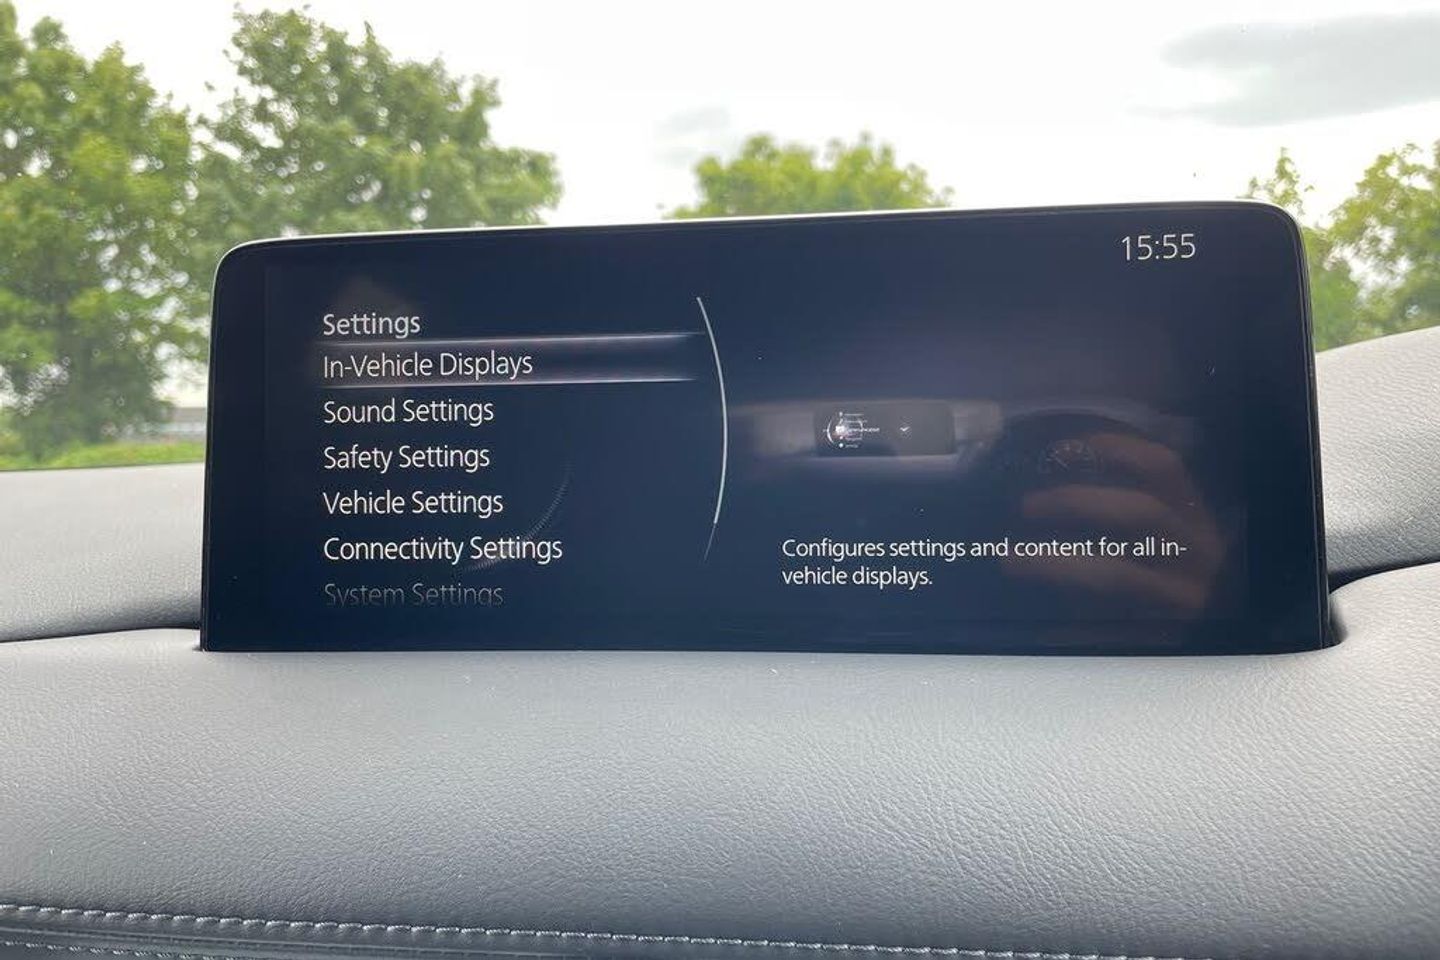 15:55
Settings
In-Vehicle Displays
Sound Settings
Safety Settings
Vehicle Settings
Connectivity Settings
System Settings
Configures settings and content for all in-
vehicle displays.